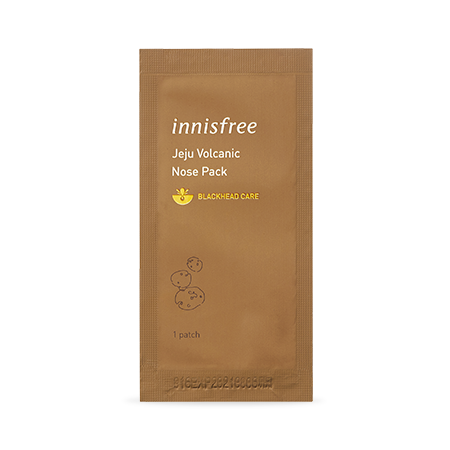 innisfree
Jeju Volcanic
Nose Pack
BLACKHEAD CARE
1 patch